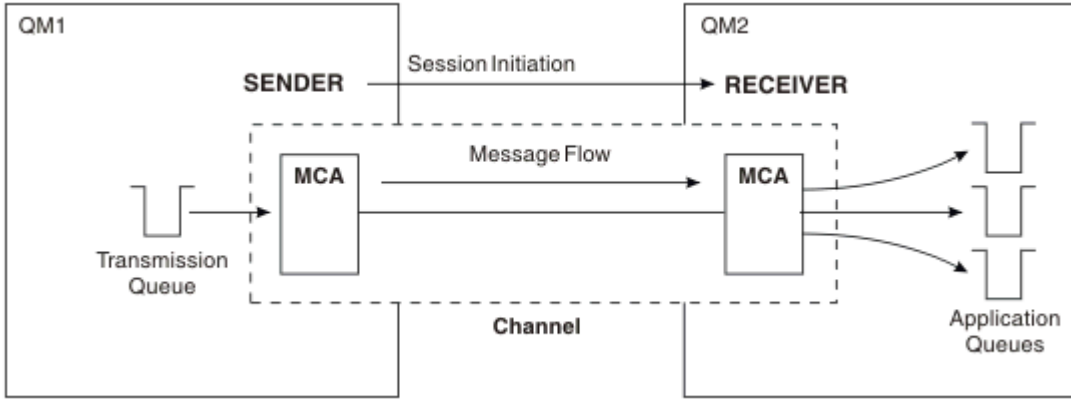 QM1
QM2
Session Initiation
SENDER
RECEIVER
Message Flow
MCA
MCA
Transmission
Queue
Channel
Application
Queues